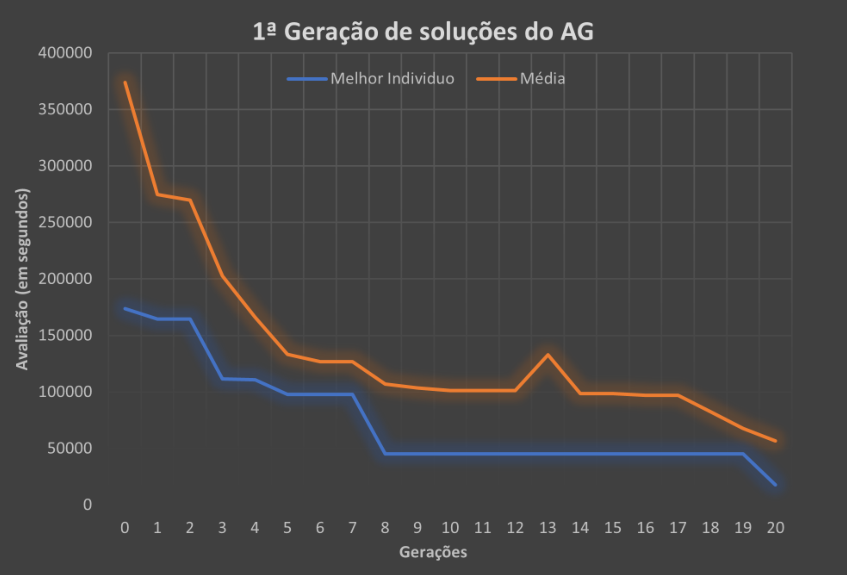 1ª Geração de soluções do AG
Melhor Individuo Média
400000
350000
300000
250000
200000
150000
100000
50000
0
Avaliação (em segundos)
0 1 2 3 4 5 6 7 8 9 10 11 12 13 14 15 16 17 18 19 20
Gerações